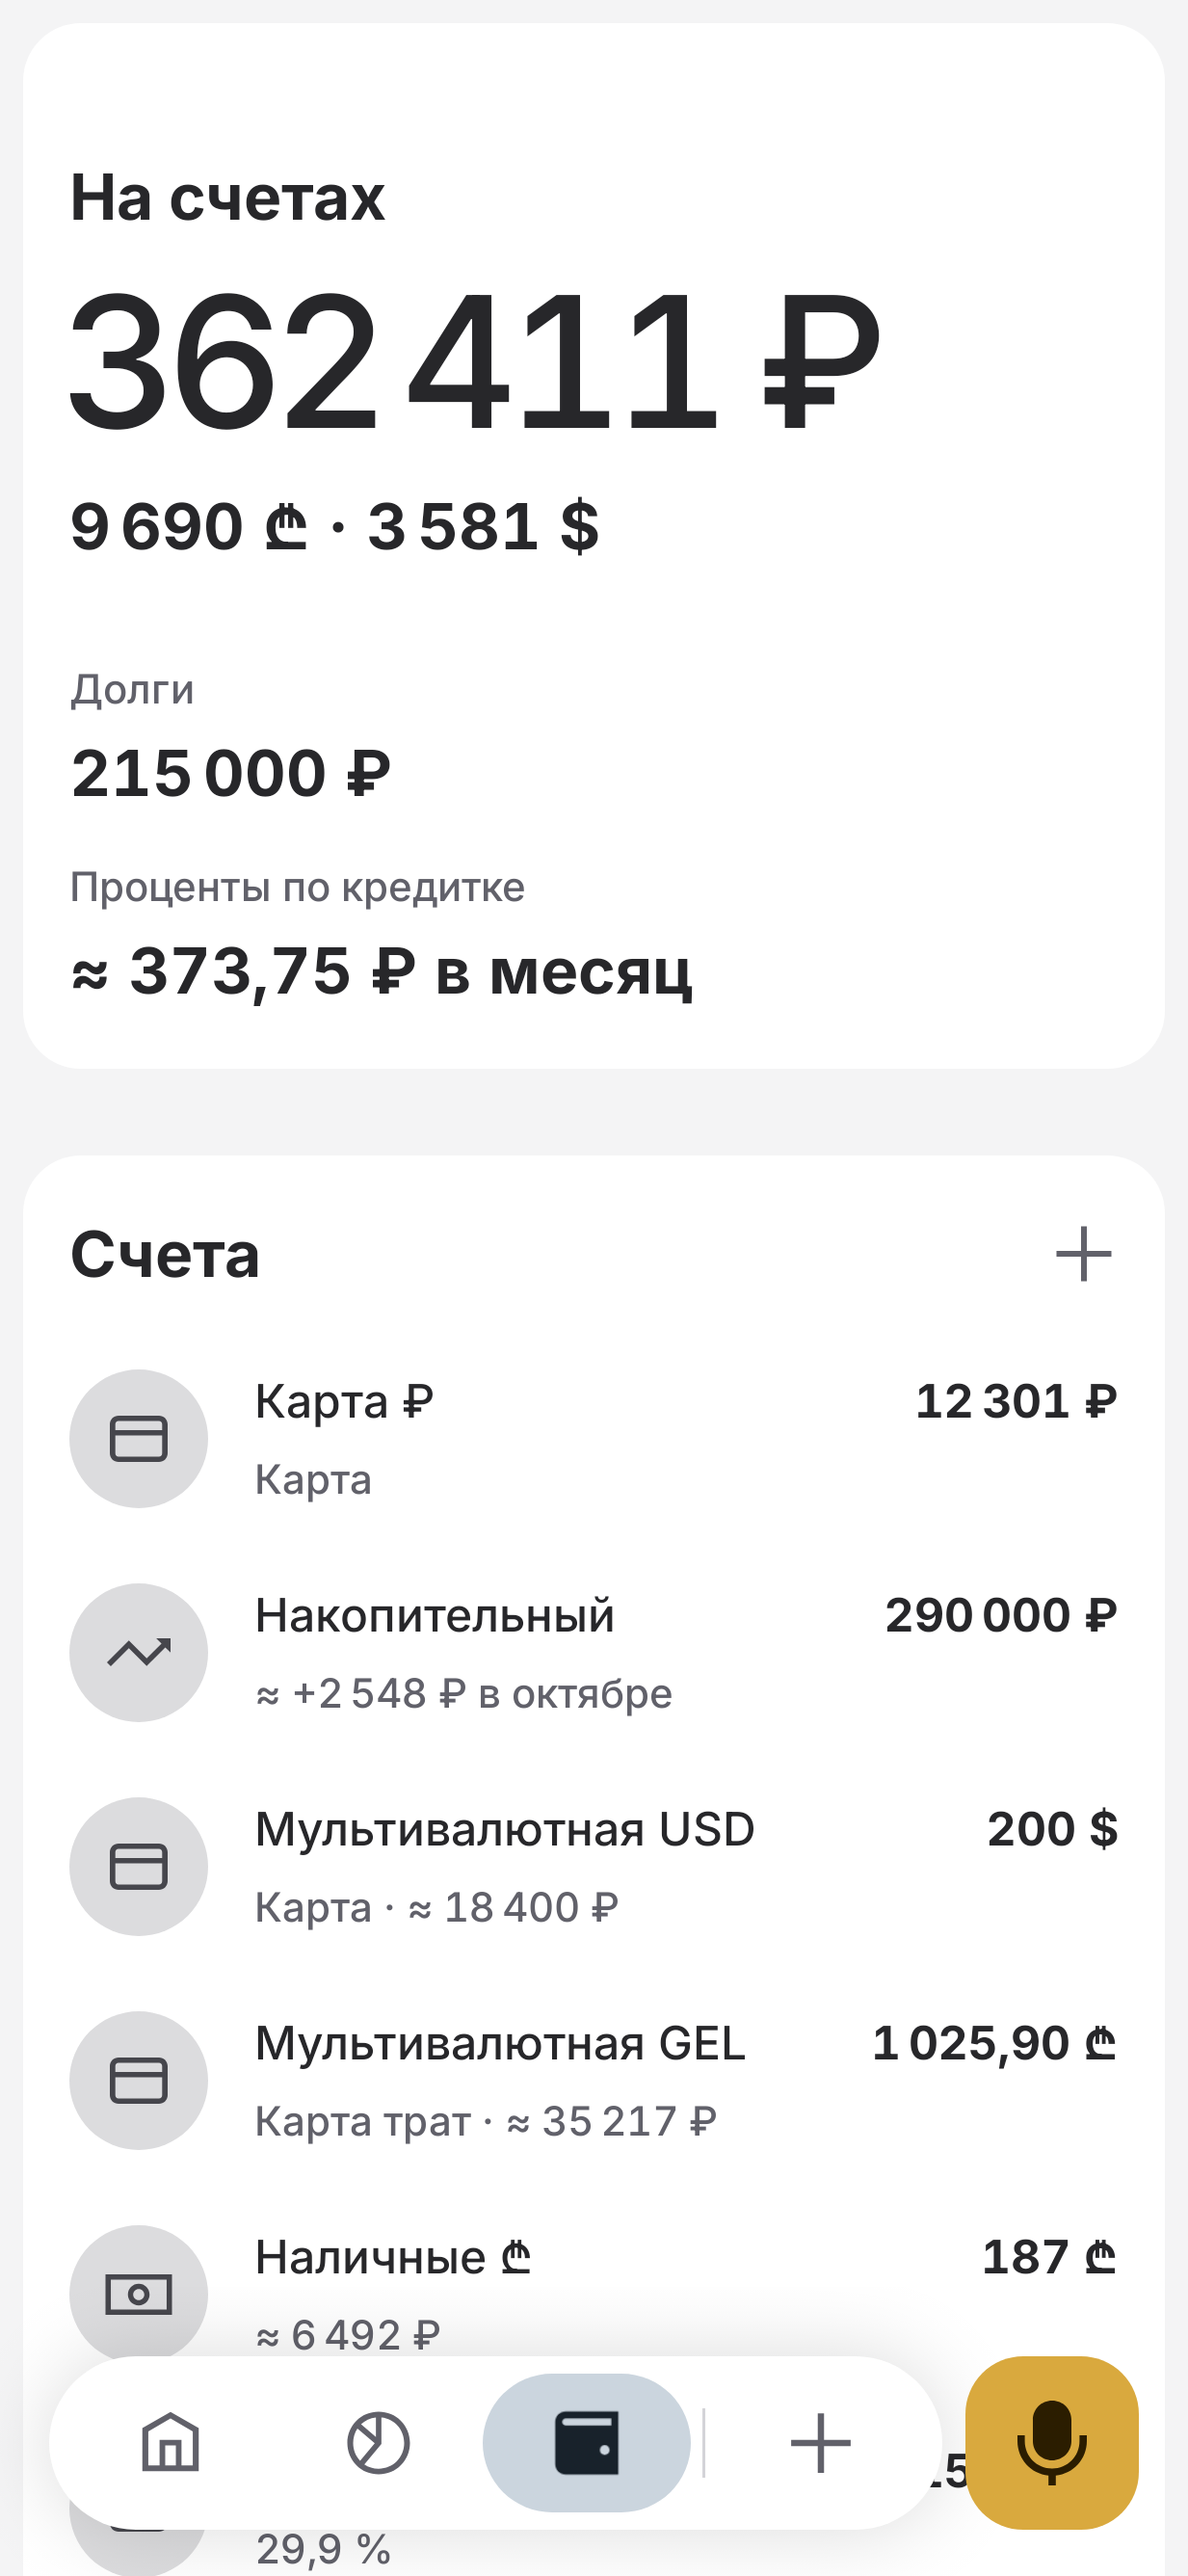 На счетах
362 411 ₽
9 690 ₾ · 3 581 $
Долги
215 000 ₽
Проценты по кредитке
≈ 373,75 ₽ в месяц
Счета
Карта ₽
12 301 ₽
Карта
Накопительный
290 000 ₽
≈ +2 548 ₽ в октябре
Мультивалютная USD
200 $
Карта · ≈ 18 400 ₽
Мультивалютная GEL
1 025,90 ₾
Карта трат · ≈ 35 217 ₽
Наличные ₾
187 ₾
≈ 6 492 ₽
29,9 %